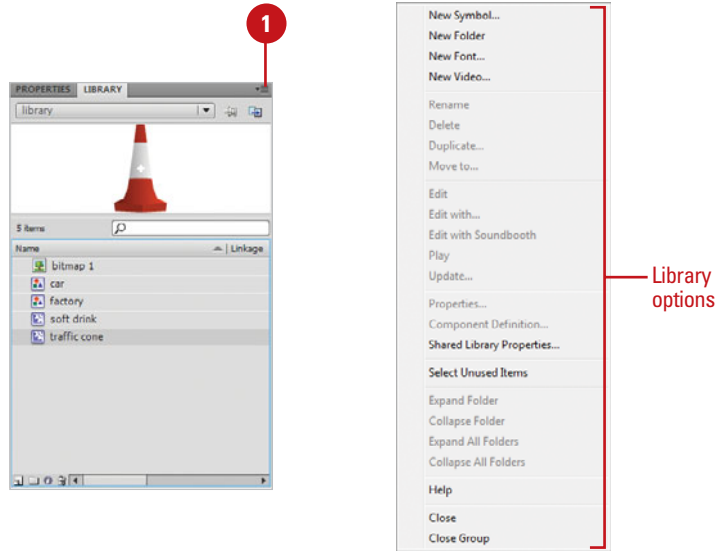 1
PROPERTIES LIBRARY
library
5 items
Name Linkage
bitmap 1
car
factory
soft drink
traffic cone
New Symbol...
New Folder
New Font...
New Video...
Rename
Delete
Duplicate...
Move to...
Edit
Edit with...
Edit with Soundbooth
Play
Update...
Properties...
Component Definition...
Shared Library Properties...
Select Unused Items
Expand Folder
Collapse Folder
Expand All Folders
Collapse All Folders
Help
Close
Close Group
Library
options